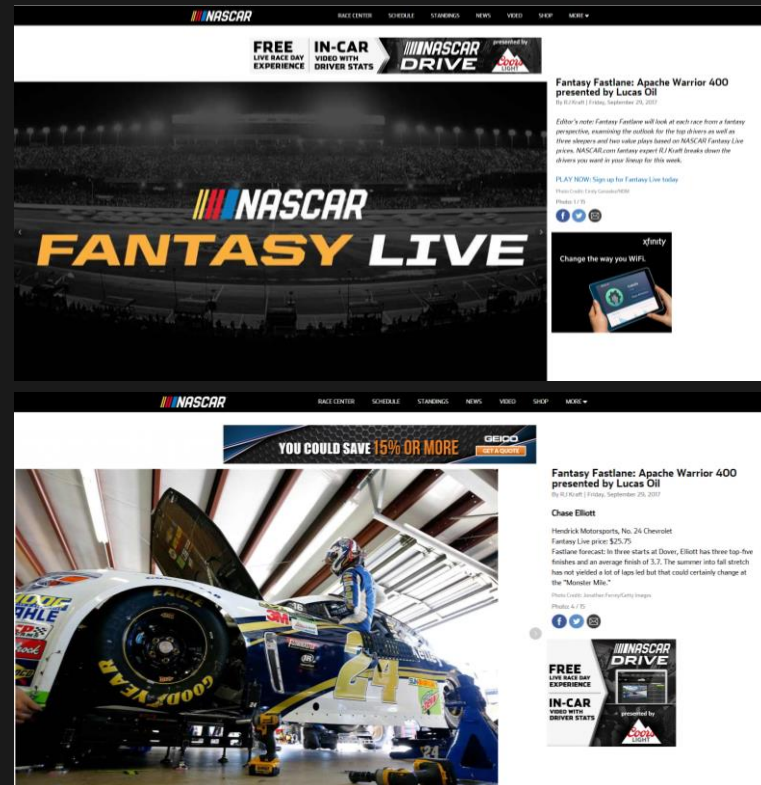 NASCAR
RACE CENTER SCHEDULE STANDINGS NEWS VIDEO SHOP MORE
FREE
LIVE RACE DAY
EXPERIENCE
IN-CAR
VIDEO WITH
DRIVER STATS
NASCAR
DRIVE
presented by
Coors
LIGHT
NASCAR
FANTASY LIVE
Fantasy Fastlane: Apache Warrior 400
presented by Lucas Oil
By RJ Kraft | Friday, September 29, 2017
Editor's note: Fantasy Fastlane will look at each race from a fantasy
perspective, examining the outlook for the top drivers as well as
three sleepers and two value plays based on NASCAR Fantasy Live
prices. NASCAR.com fantasy expert RJ Kraft breaks down the
drivers you want in your lineup for this week.
PLAY NOW: Sign up for Fantasy Live today
Photo: 1 / 15
xfinity
Change the way you WiFi.
NASCAR
RACE CENTER SCHEDULE STANDINGS NEWS VIDEO SHOP MORE
YOU COULD SAVE 15% OR MORE
GEICO
GET A QUOTE
EAGLE
GOODYEAR
3M
24
24
Fantasy Fastlane: Apache Warrior 400
presented by Lucas Oil
By RJ Kraft | Friday, September 29, 2017
Chase Elliott
Hendrick Motorsports, No. 24 Chevrolet
Fantasy Live price: $25.75
Fastlane forecast: In three starts at Dover, Elliott has three top-five
finishes and an average finish of 3.7. The summer into fall stretch
has not yielded a lot of laps led but that could certainly change at
the "Monster Mile."
Photo Credit: Jonathan Ferrey/Getty Images
Photo: 4 / 15
FREE
LIVE RACE DAY
EXPERIENCE
IN-CAR
VIDEO WITH
DRIVER STATS
NASCAR
DRIVE
presented by
Coors
LIGHT